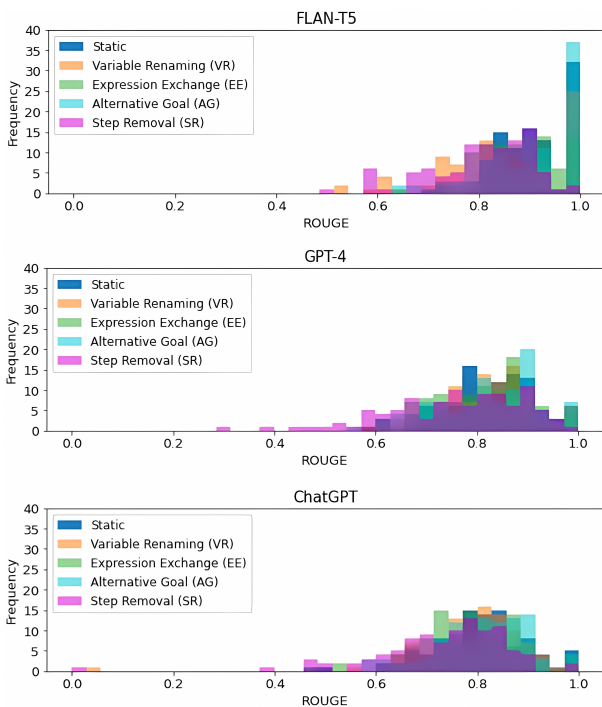 FLAN-T5
40
35
30
25
20
15
10
5
0
Frequency
Static
Variable Renaming (VR)
Expression Exchange (EE)
Alternative Goal (AG)
Step Removal (SR)
0.0 0.2 0.4 0.6 0.8 1.0
ROUGE
GPT-4
40
35
30
25
20
15
10
5
0
Frequency
Static
Variable Renaming (VR)
Expression Exchange (EE)
Alternative Goal (AG)
Step Removal (SR)
0.0 0.2 0.4 0.6 0.8 1.0
ROUGE
ChatGPT
40
35
30
25
20
15
10
5
0
Frequency
Static
Variable Renaming (VR)
Expression Exchange (EE)
Alternative Goal (AG)
Step Removal (SR)
0.0 0.2 0.4 0.6 0.8 1.0
ROUGE